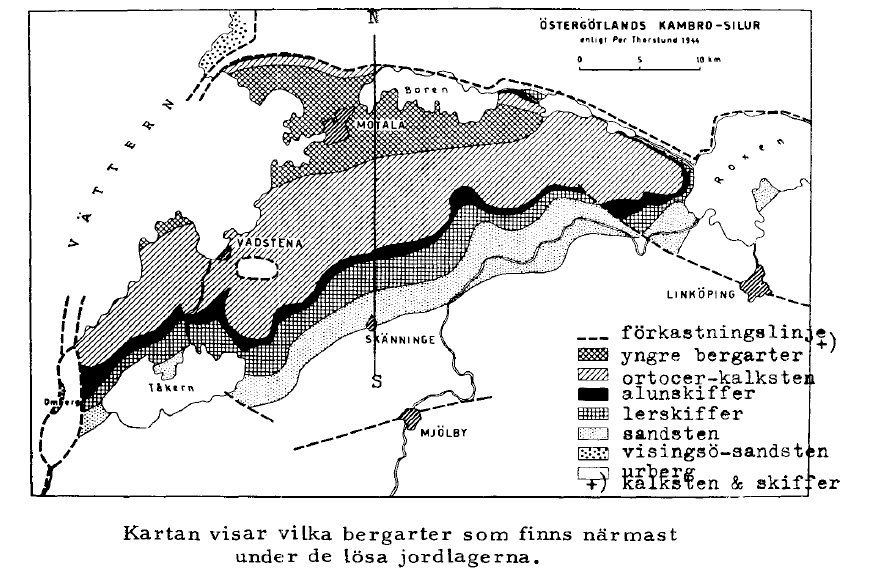 N
ÖSTERGÖTLANDS KAMBRO-SILUR
enligt Per Thorslund 1944
0 5 10 km
Boren
MOTALA
VÄTTERN
Roxen
VADSTENA
LINKÖPING
SKÄNNINGE
S
Tåkern
Omberg
MJÖLBY
förkastningslinje
yngre bergarter +)
ortocer-kalksten
alunskiffer
lerskiffer
sandsten
visingsö-sandsten
urberg
+) kalksten & skiffer
Kartan visar vilka bergarter som finns närmast
under de lösa jordlagerna.